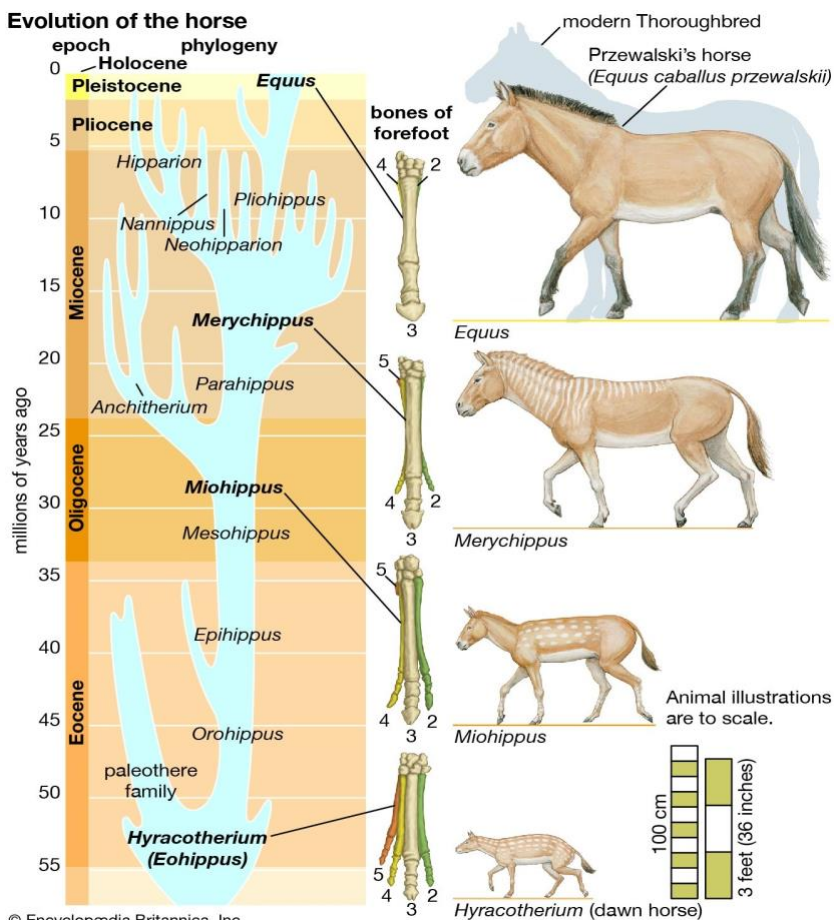 Evolution of the horse
epoch
phylogeny
Holocene
Pleistocene
Pliocene
Miocene
Oligocene
Eocene
millions of years ago
0
5
10
15
20
25
30
35
40
45
50
55
Equus
Hipparion
Pliohippus
Nannippus
Neohipparion
Merychippus
Parahippus
Anchitherium
Miohippus
Mesohippus
Epihippus
Orohippus
paleothere
family
Hyracotherium
(Eohippus)
bones of
forefoot
4 2
3
5
4 2
3
5
4 2
3
5
4 2
3
modern Thoroughbred
Przewalski's horse
(Equus caballus przewalskii)
Equus
Merychippus
Miohippus
Animal illustrations
are to scale.
100 cm
3 feet (36 inches)
Hyracotherium (dawn horse)
© Encyclopædia Britannica, Inc.